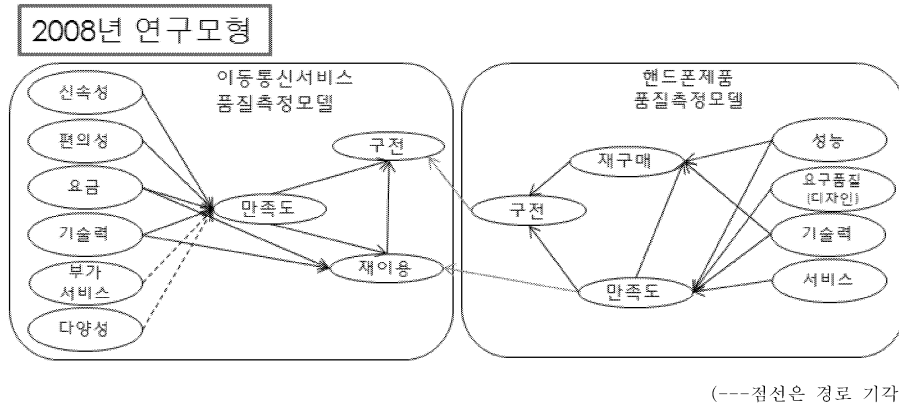 2008년 연구모형
이동통신서비스
품질측정모델
신속성
편의성
요금
기술력
부가
서비스
다양성
만족도
구전
재이용
핸드폰제품
품질측정모델
재구매
구전
만족도
성능
요구품질
(디자인)
기술력
서비스
(---점선은 경로 기각